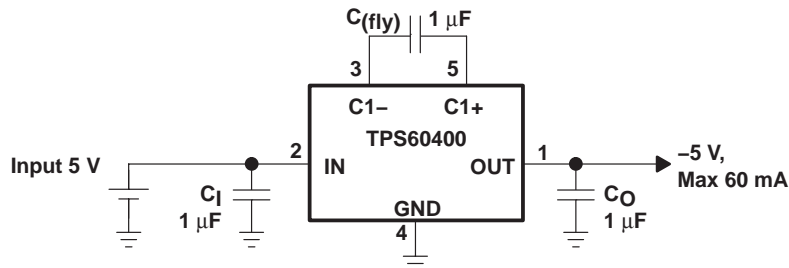 C(fly) 1 μF
3 5
C1− C1+
TPS60400
Input 5 V
2 IN OUT 1
−5 V,
Max 60 mA
CI
1 μF
GND
4
CO
1 μF